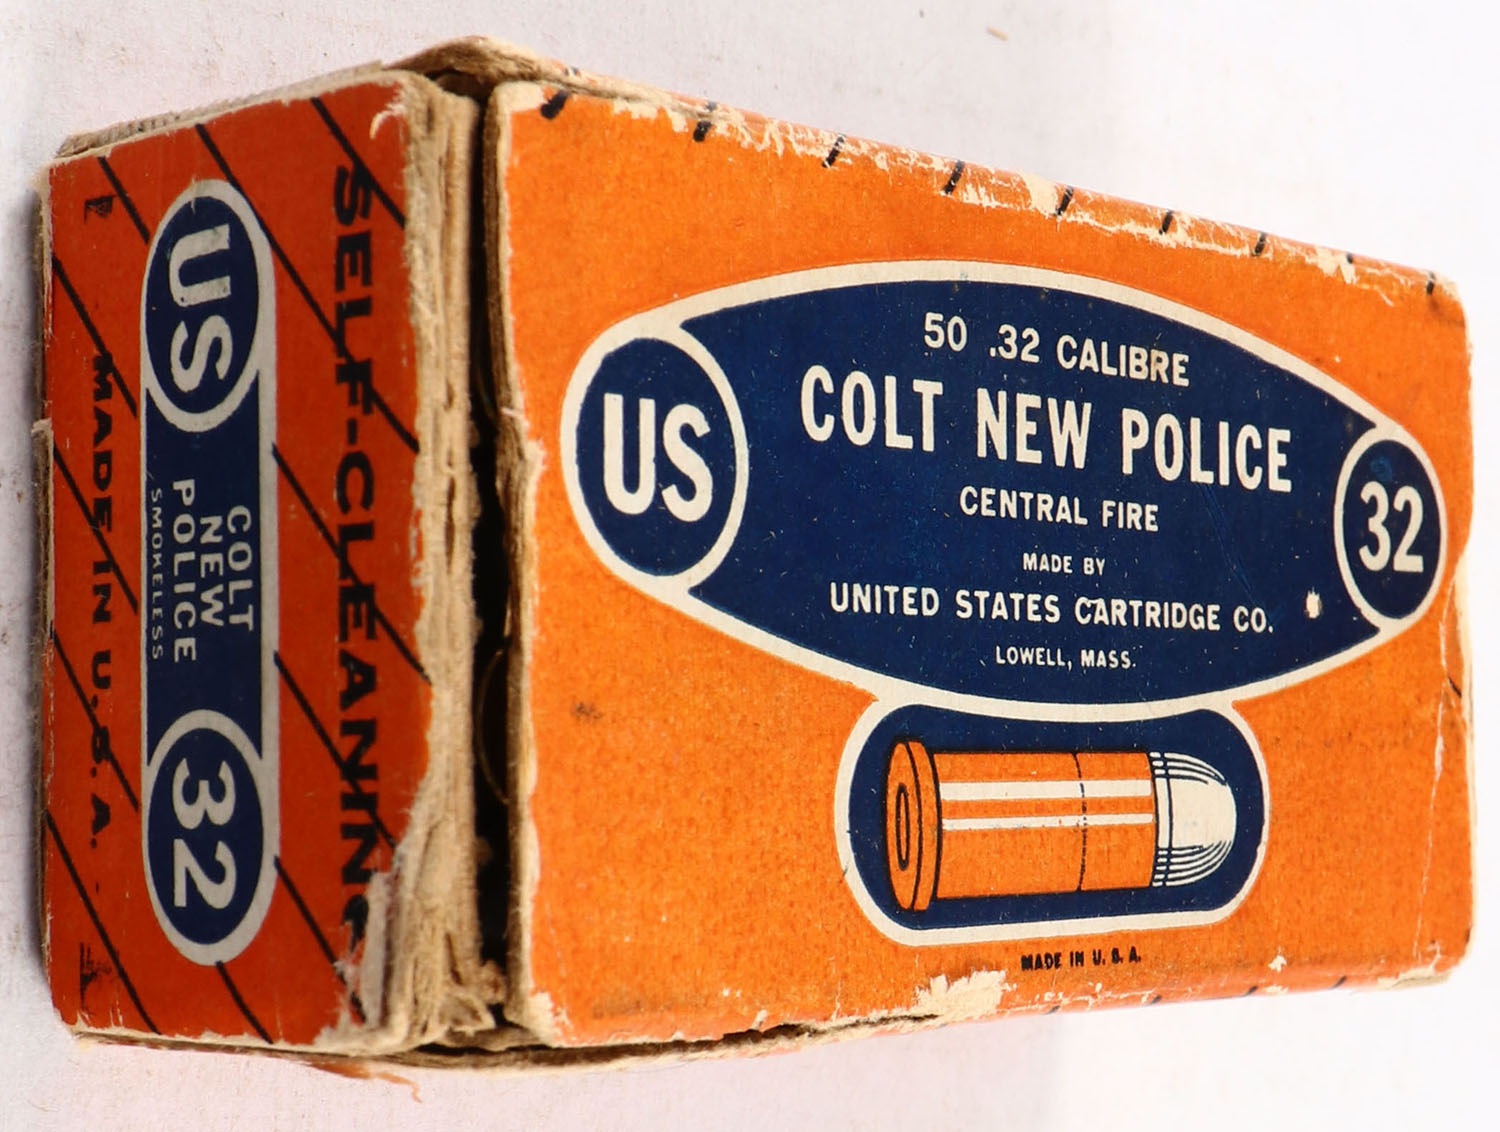 50 .32 CALIBRE
COLT NEW POLICE
CENTRAL FIRE
MADE BY
UNITED STATES CARTRIDGE CO.
LOWELL, MASS.
US
32
MADE IN U.S.A.
SELF-CLEANING
US
COLT
NEW
POLICE
SMOKELESS
32
MADE IN U.S.A.